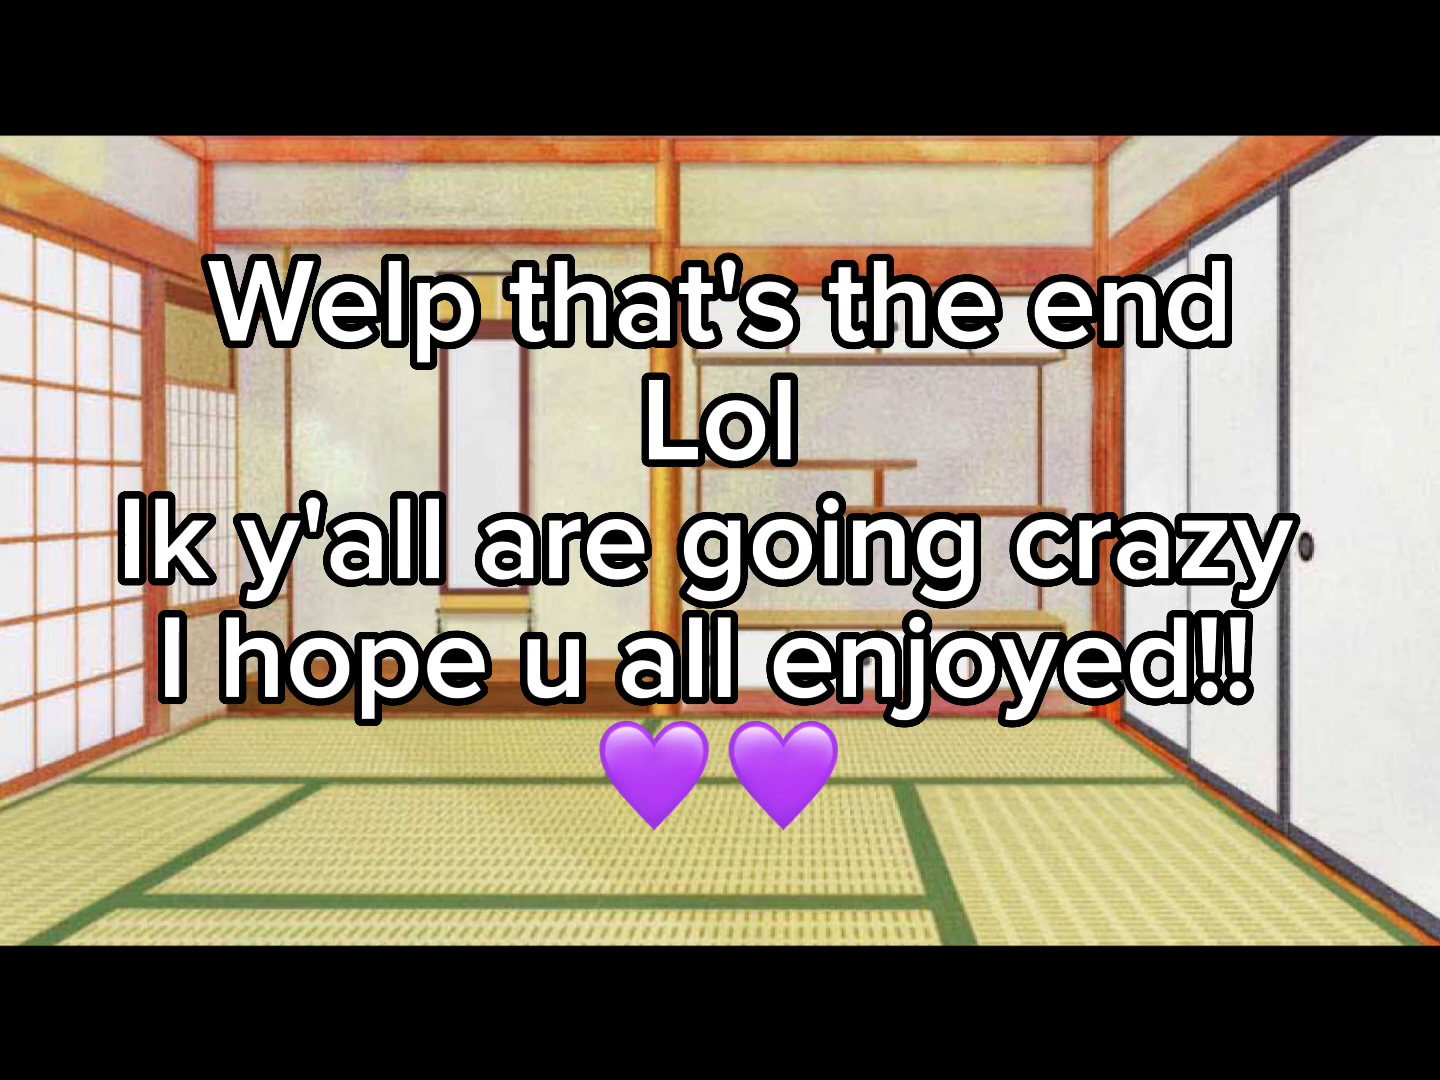 Welp that's the end
Lol
Ik y'all are going crazy
I hope u all enjoyed!!
💜💜